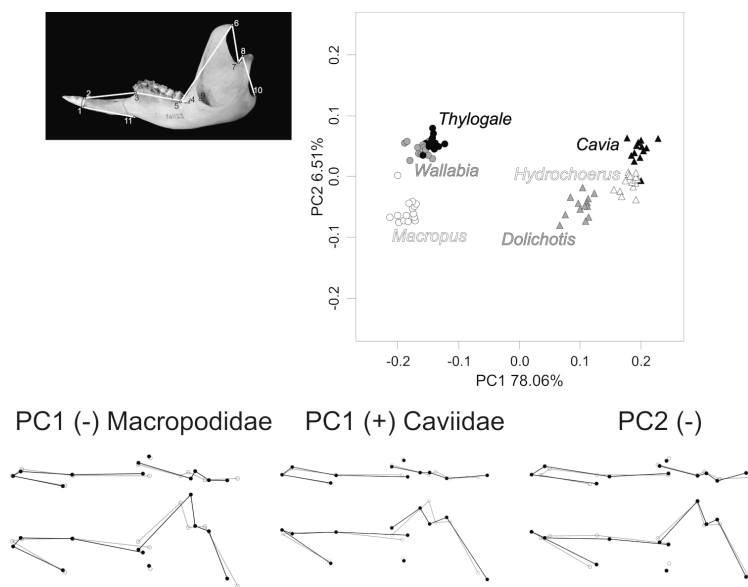 6
8
7
2
3
5
4
9
10
1
11
0.2
0.1
0.0
-0.1
-0.2
PC2 6.51%
Thylogale
Wallabia
Macropus
Cavia
Hydrochoerus
Dolichotis
-0.2 -0.1 0.0 0.1 0.2
PC1 78.06%
PC1 (-) Macropodidae PC1 (+) Caviidae PC2 (-)